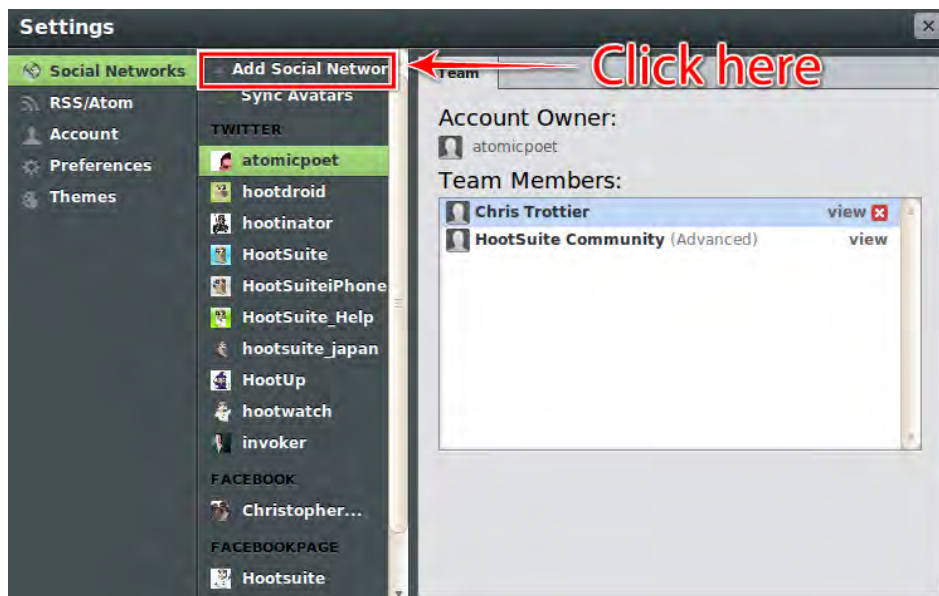 Settings
Social Networks
RSS/Atom
Account
Preferences
Themes
Add Social Networ
Sync Avatars
TWITTER
atomicpoet
hootdroid
hootinator
HootSuite
HootSuiteiPhone
HootSuite_Help
hootsuite_japan
HootUp
hootwatch
invoker
FACEBOOK
Christopher...
FACEBOOKPAGE
Hootsuite
Click here
Team
Account Owner:
atomicpoet
Team Members:
Chris Trottier view
HootSuite Community (Advanced) view